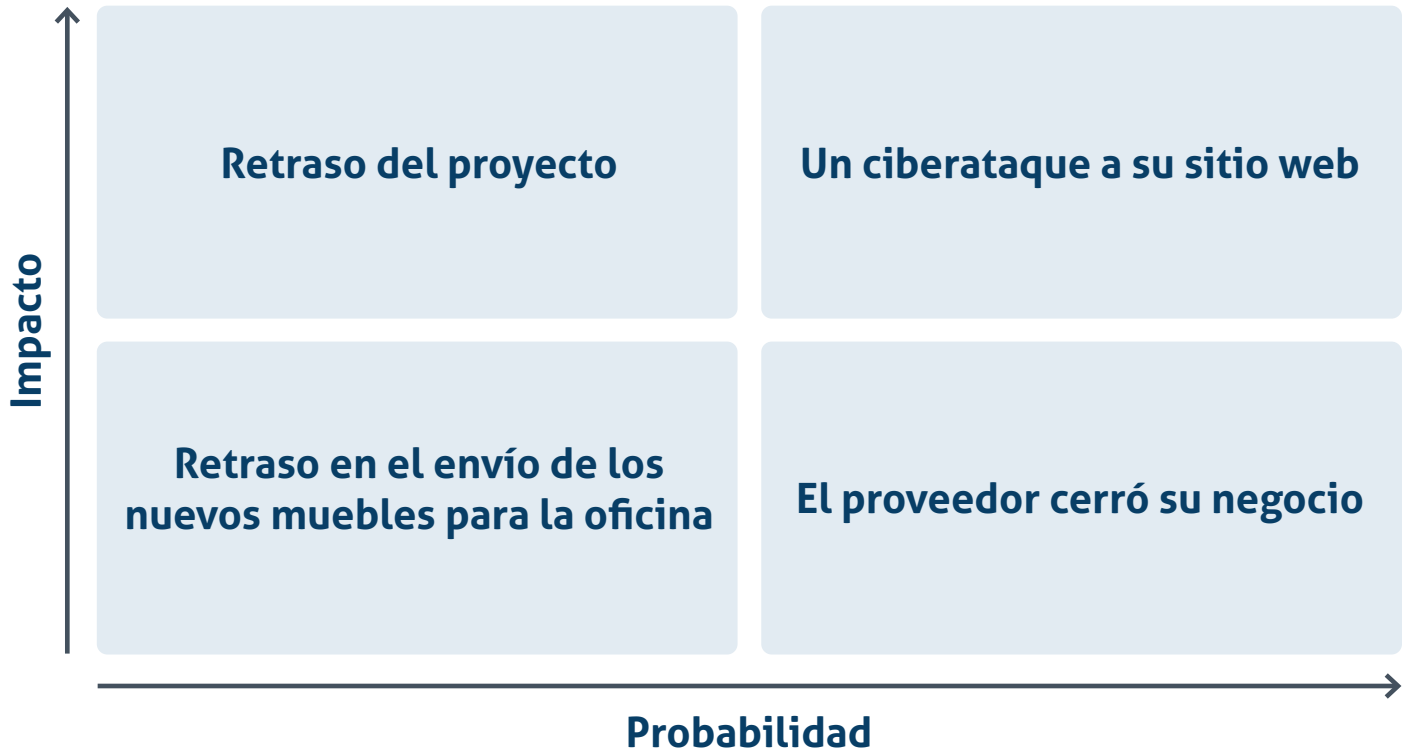 Retraso del proyecto
Un ciberataque a su sitio web
Impacto
Retraso en el envío de los
nuevos muebles para la oficina
El proveedor cerró su negocio
Probabilidad